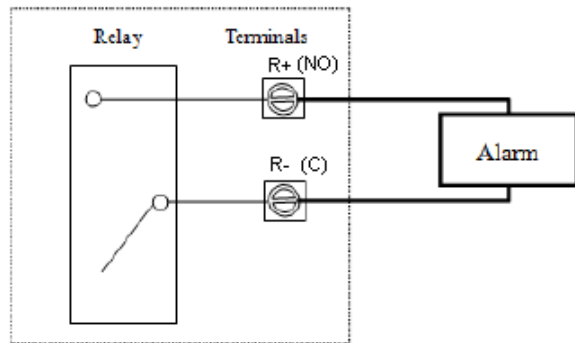 Relay
Terminals
R+ (NO)
R- (C)
Alarm